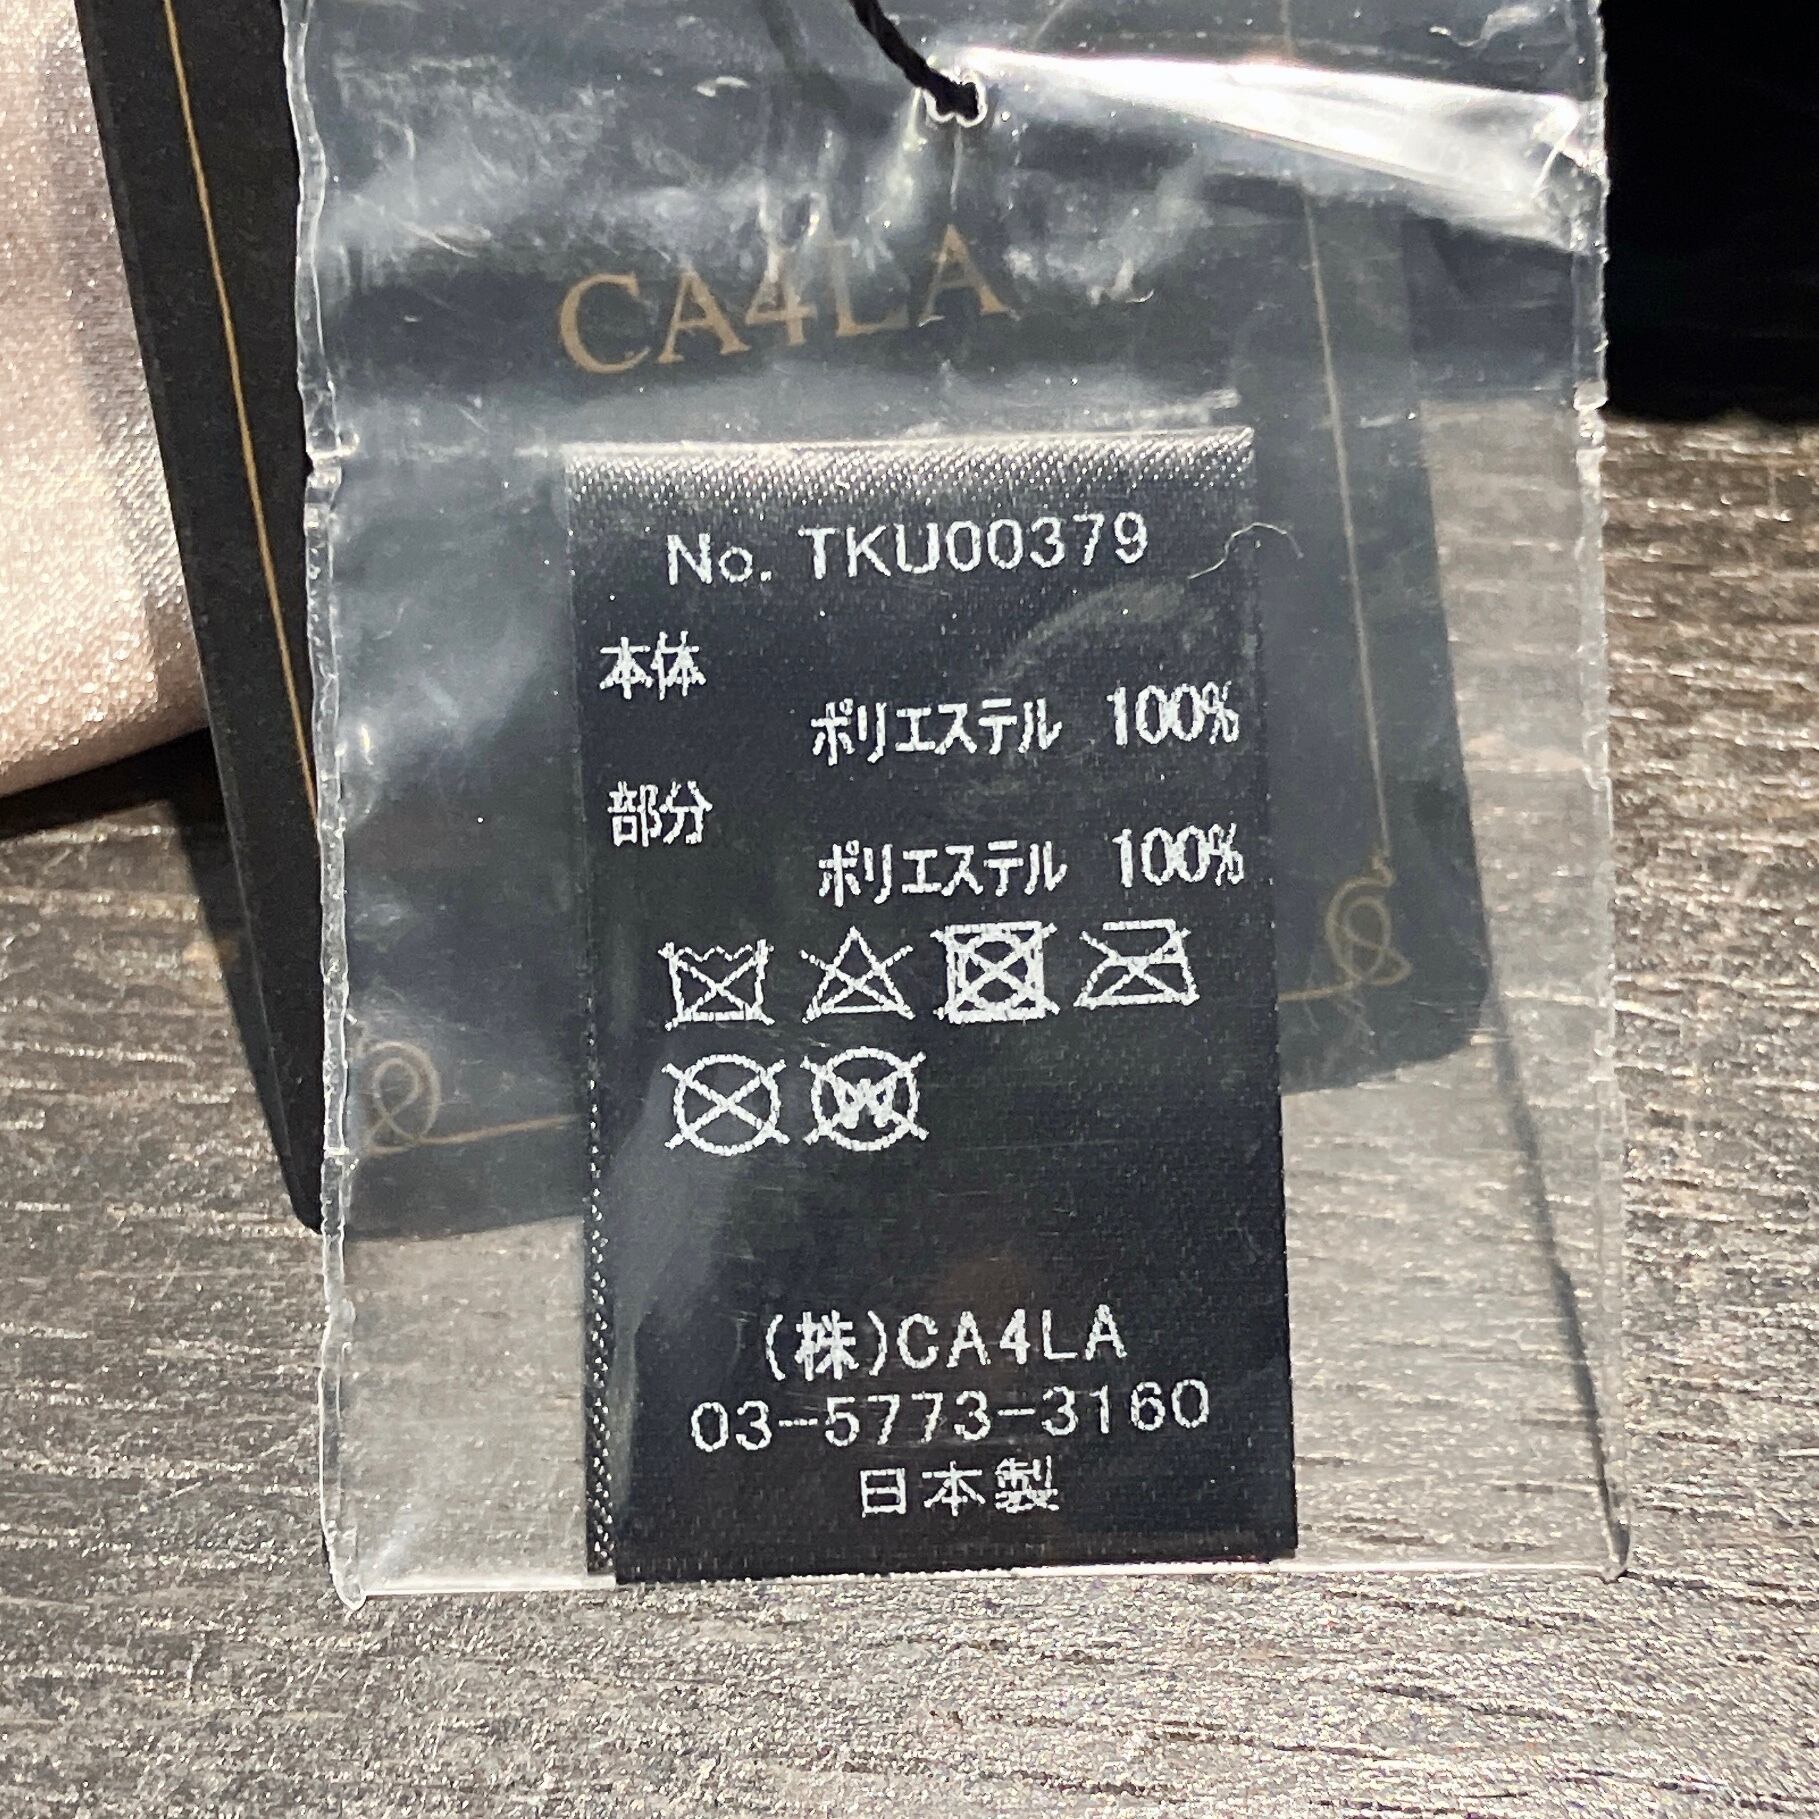 CA4LA
No. TKU00379
本体
ポリエステル 100%
部分
ポリエステル 100%
W
(株)CA4LA
03-5773-3160
日本製